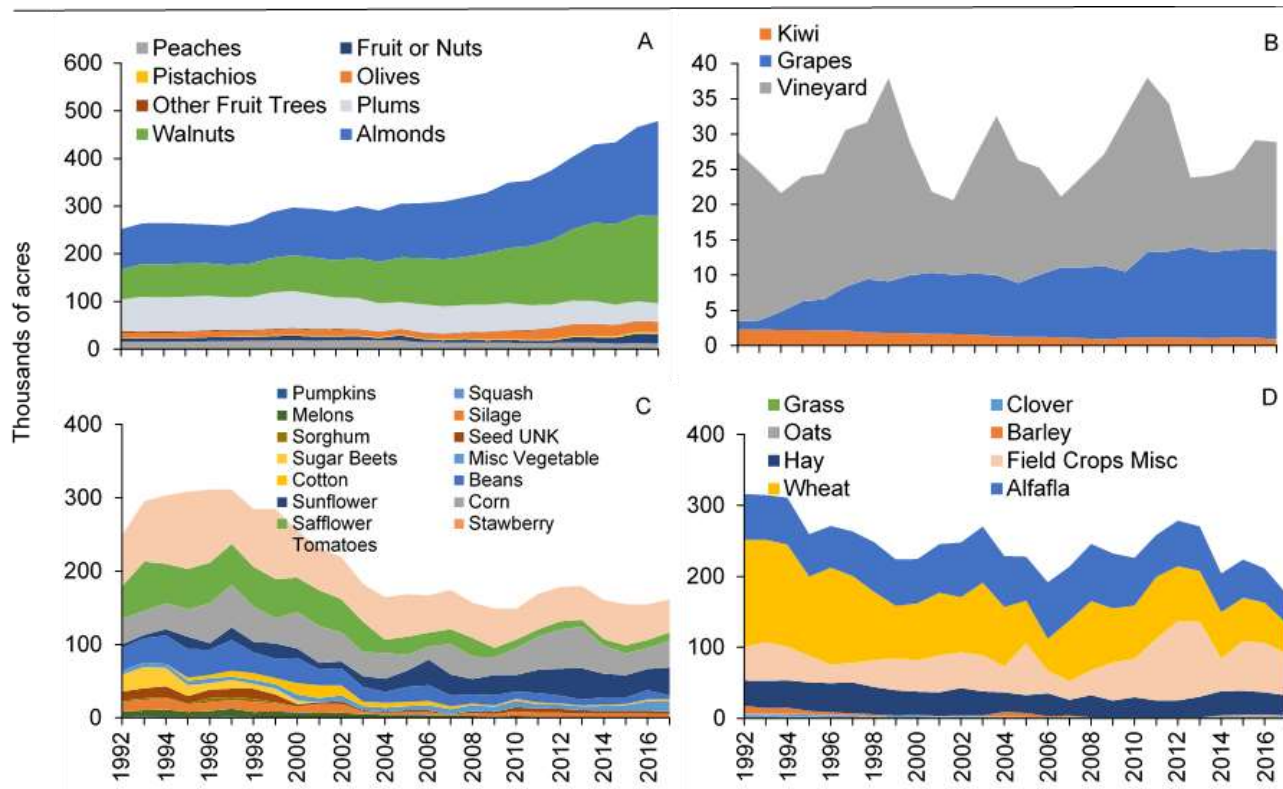 Thousands of acres
A
Peaches Fruit or Nuts
Pistachios Olives
Other Fruit Trees Plums
Walnuts Almonds
600
500
400
300
200
100
0
B
Kiwi
Grapes
Vineyard
40
35
30
25
20
15
10
5
0
C
Pumpkins Squash
Melons Silage
Sorghum Seed UNK
Sugar Beets Misc Vegetable
Cotton Beans
Sunflower Corn
Safflower Stawberry
Tomatoes
400
300
200
100
0
1992 1994 1996 1998 2000 2002 2004 2006 2008 2010 2012 2014 2016
D
Grass Clover
Oats Barley
Hay Field Crops Misc
Wheat Alfafla
400
300
200
100
0
1992 1994 1996 1998 2000 2002 2004 2006 2008 2010 2012 2014 2016